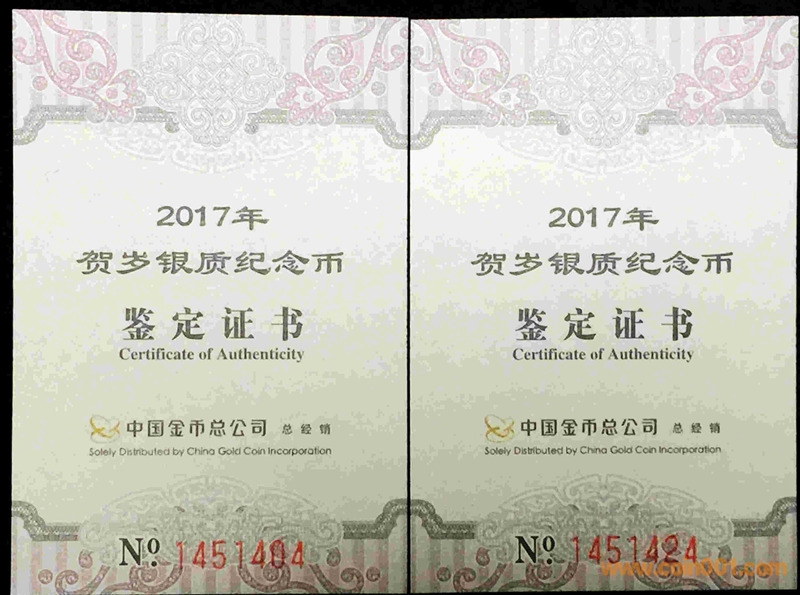 2017年
贺岁银质纪念币
鉴定证书
Certificate of Authenticity
中国金币总公司 总经销
Solely Distributed by China Gold Coin Incorporation
№ 1451404
2017年
贺岁银质纪念币
鉴定证书
Certificate of Authenticity
中国金币总公司 总经销
Solely Distributed by China Gold Coin Incorporation
№ 1451424
www.coin001.com